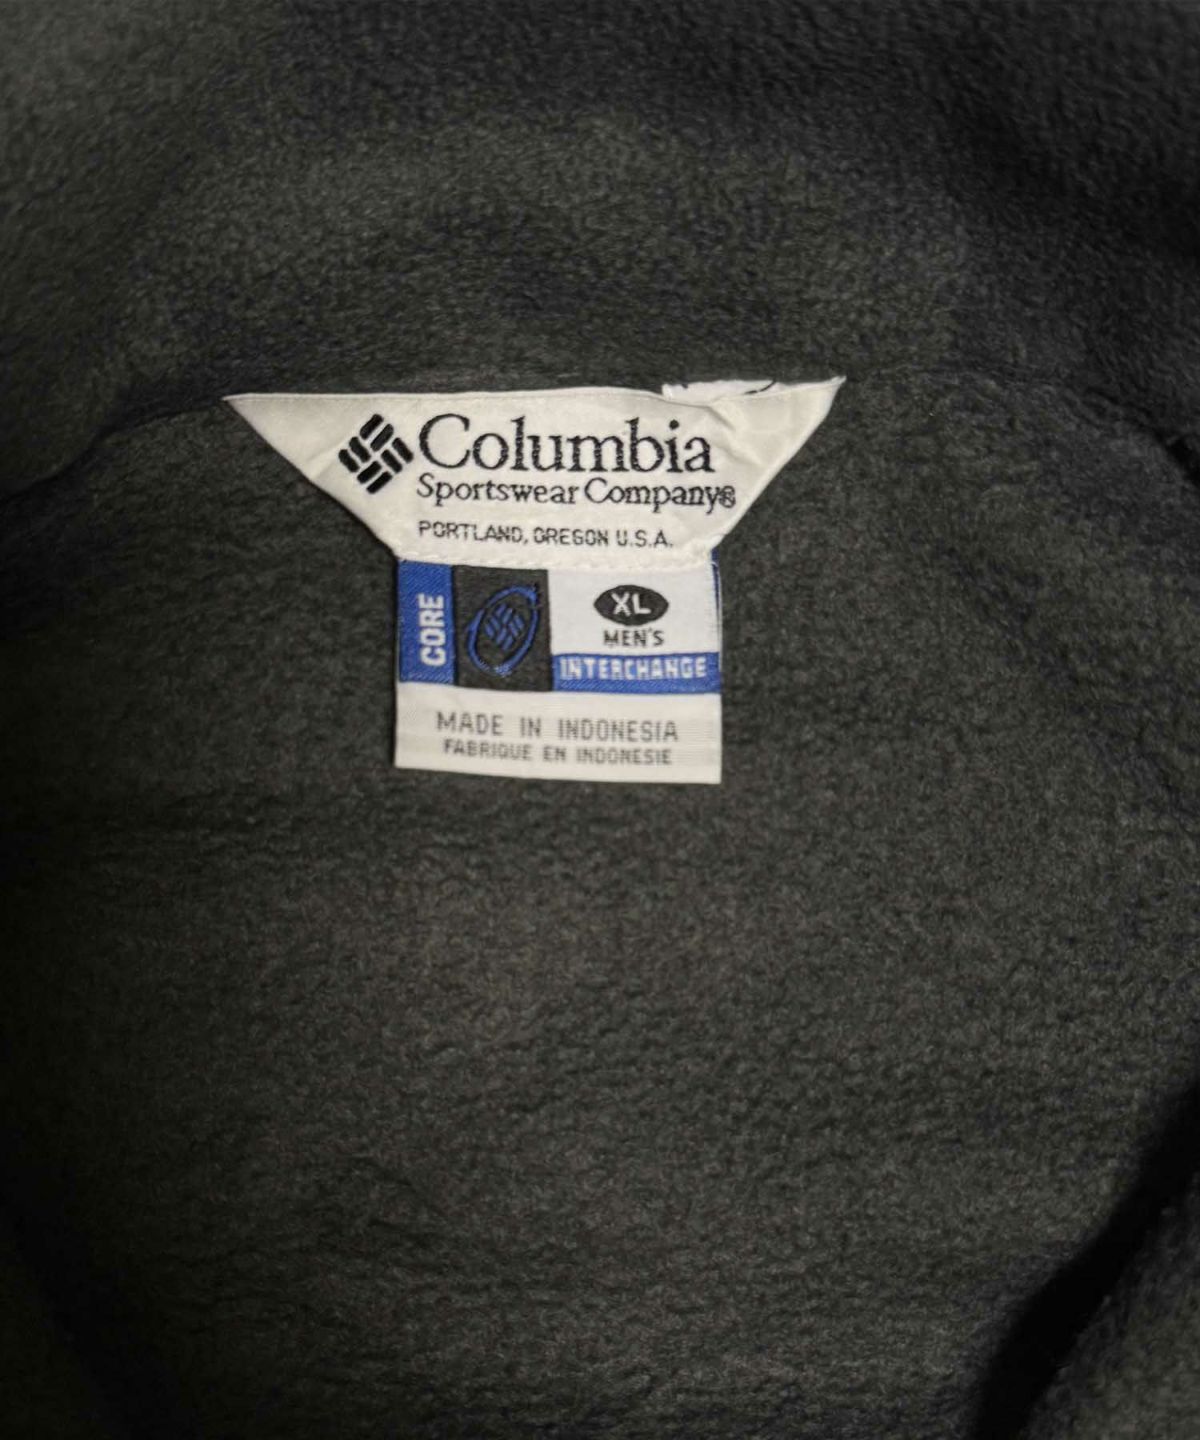 Columbia
Sportswear Company®
PORTLAND, OREGON U.S.A.
CORE
XL
MEN'S
INTERCHANGE
MADE IN INDONESIA
FABRIQUE EN INDONESIE